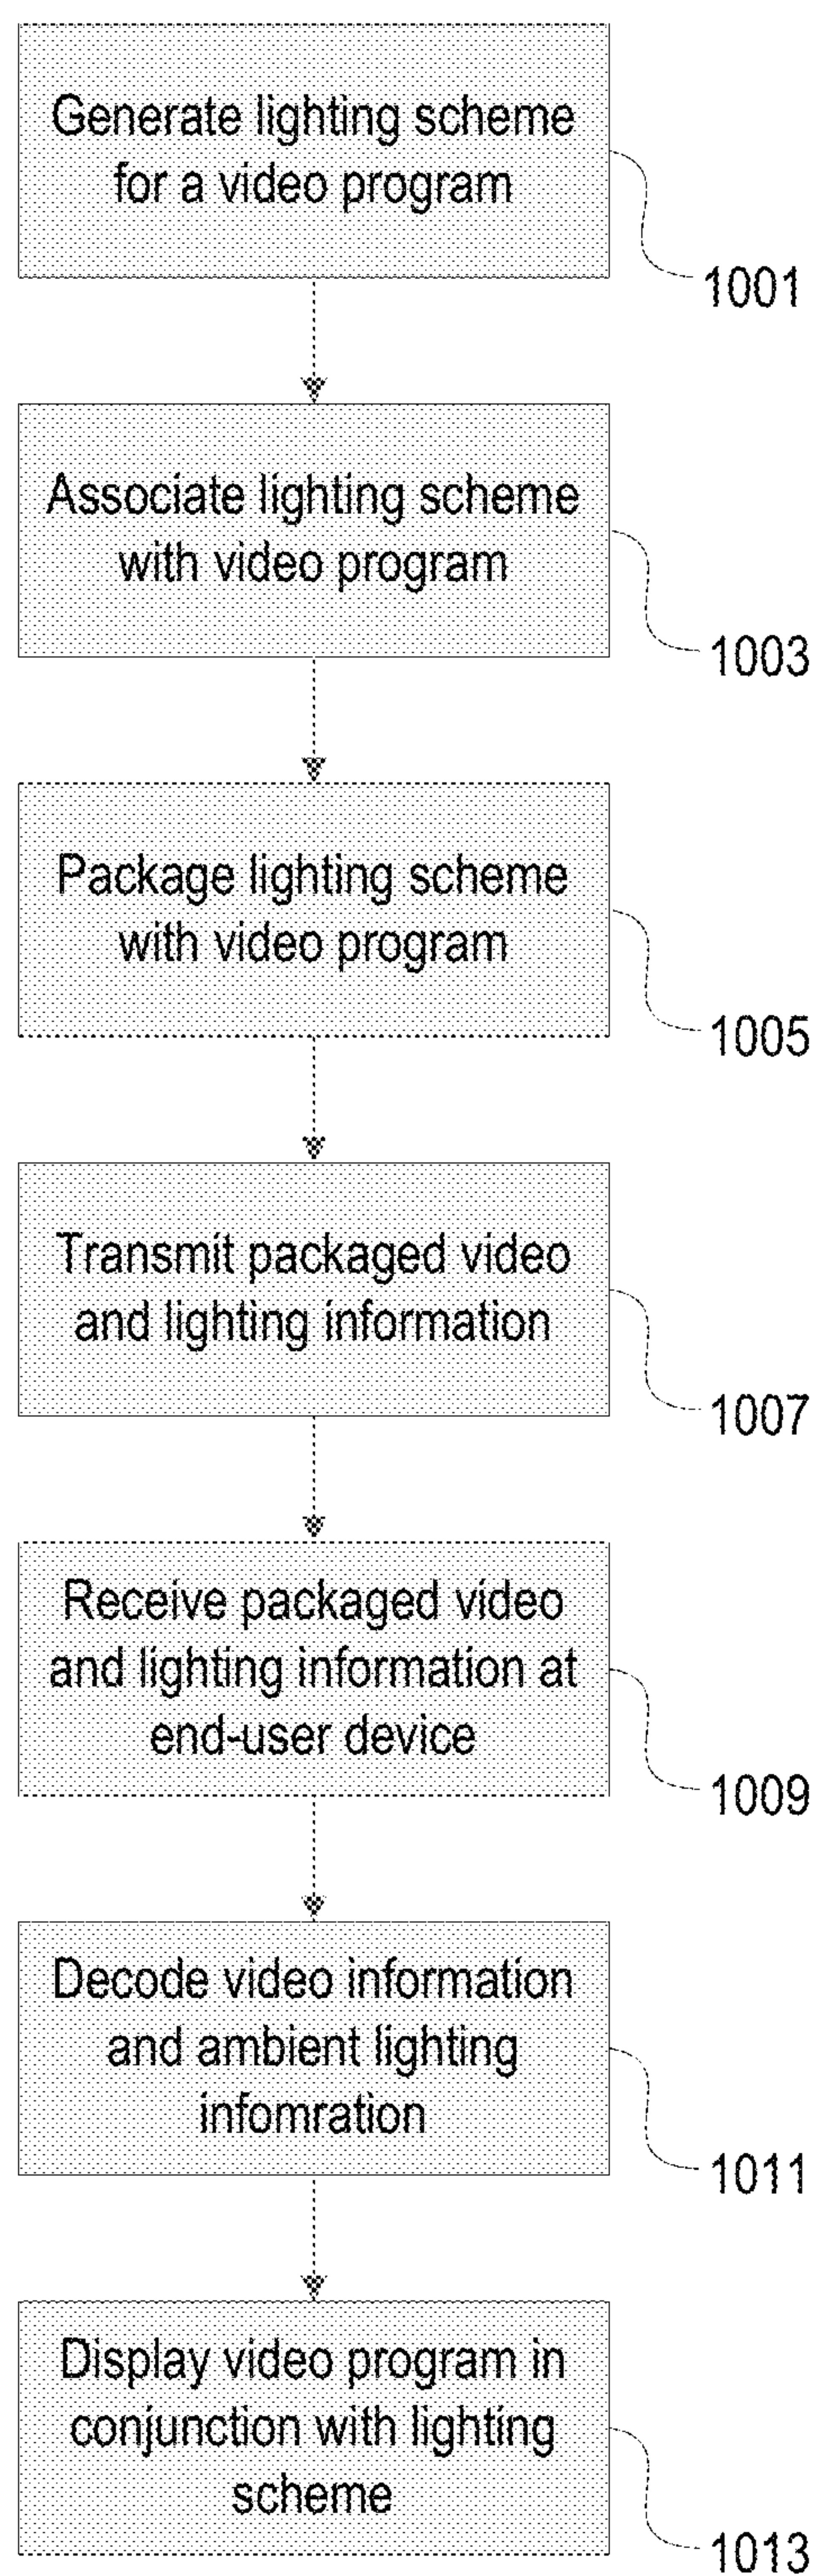 Generate lighting scheme
for a video program
1001
Associate lighting scheme
with video program
1003
Package lighting scheme
with video program
1005
Transmit packaged video
and lighting information
1007
Receive packaged video
and lighting information at
end-user device
1009
Decode video information
and ambient lighting
infomration
1011
Display video program in
conjunction with lighting
scheme
1013